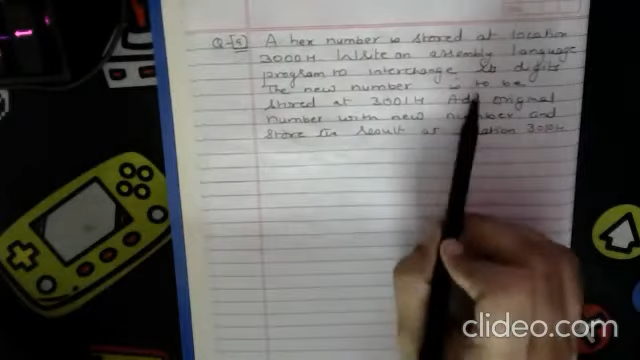 Q-[5] A hex number is stored at location
3000H Write an assembly language
program to interchange its digits
The new number is to be
stored at 3001H Add original
number with new number and
store the result at location 300H
clideo.com